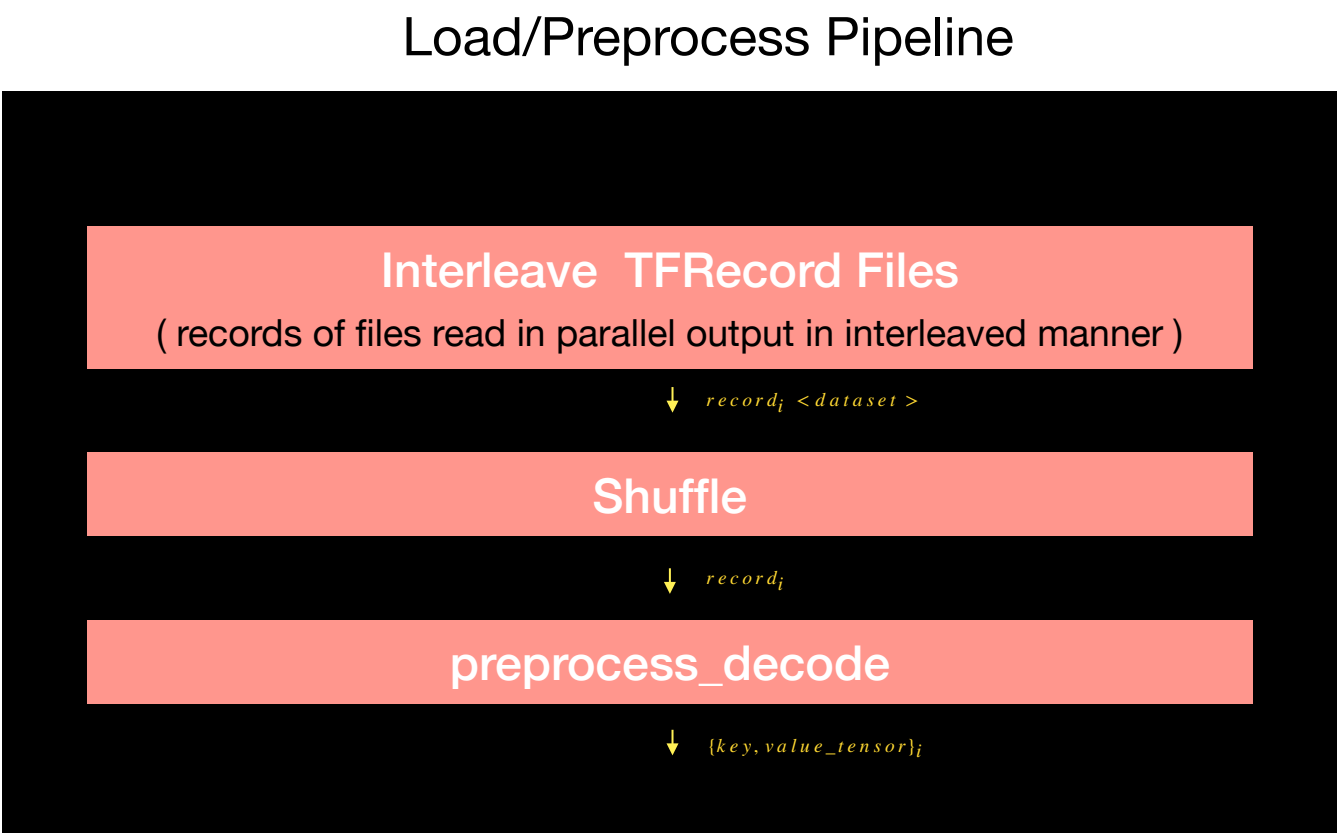 Load/Preprocess Pipeline
Interleave TFRecord Files
( records of files read in parallel output in interleaved manner )
record_i <dataset>
Shuffle
record_i
preprocess_decode
{key, value_tensor}_i